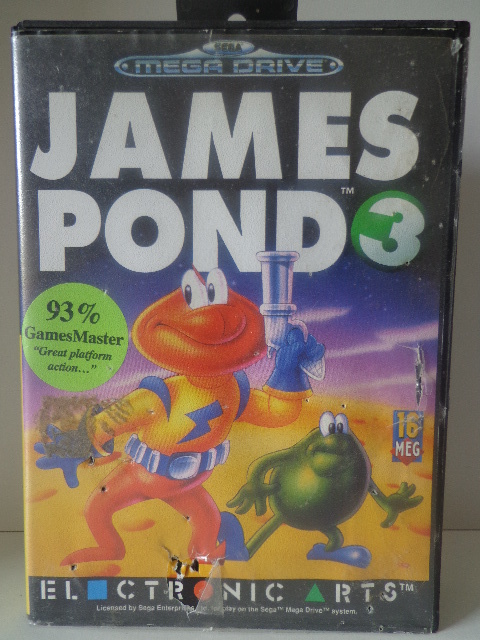 SEGA
MEGA DRIVE
JAMES
POND™3
93%
GamesMaster
"Great platform
action..."
16
MEG
ELECTRONIC ARTS™
Licensed by Sega Enterprises Ltd. for play on the Sega™ Mega Drive™ system.